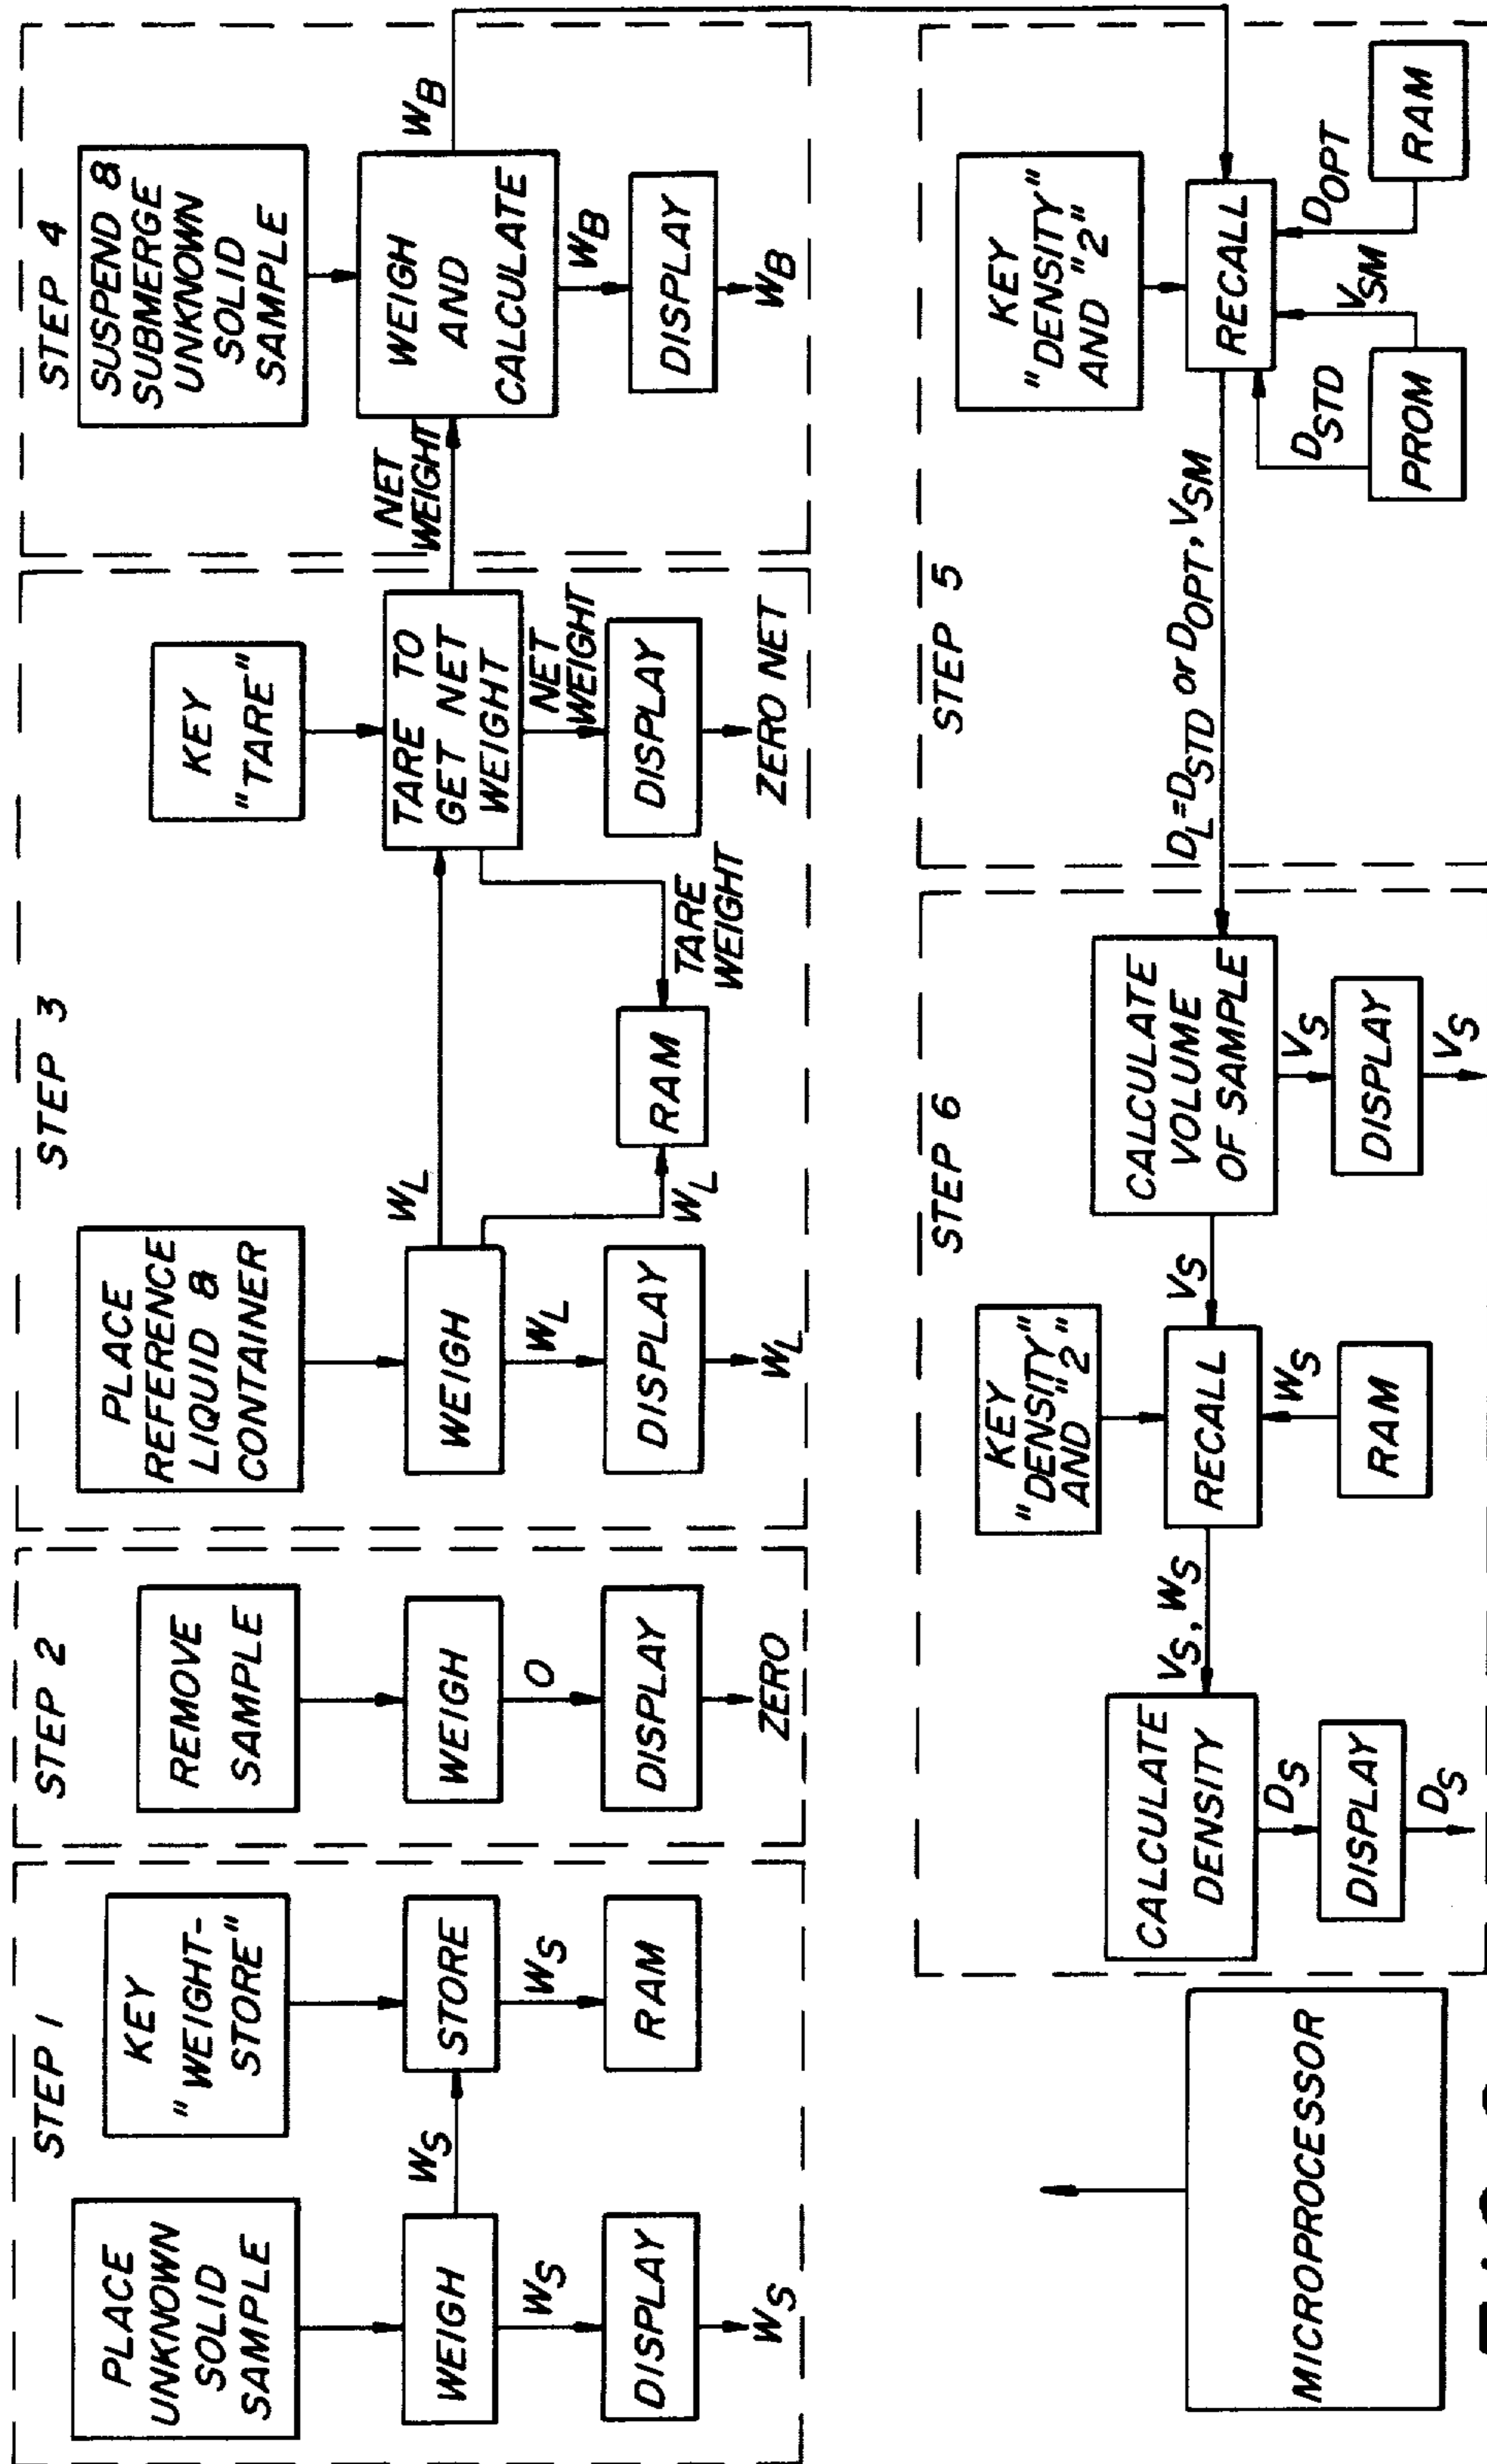 STEP 1
PLACE
UNKNOWN
SOLID
SAMPLE
KEY
"WEIGHT-
STORE"
WEIGH
W_S
STORE
W_S
DISPLAY
W_S
RAM
W_S
STEP 2
REMOVE
SAMPLE
WEIGH
O
DISPLAY
ZERO
STEP 3
PLACE
REFERENCE
LIQUID &
CONTAINER
KEY
"TARE"
WEIGH
W_L
TARE TO
GET NET
WEIGHT
W_L
DISPLAY
W_L
W_L
RAM
TARE
WEIGHT
NET
WEIGHT
DISPLAY
ZERO NET
STEP 4
SUSPEND &
SUBMERGE
UNKNOWN
SOLID
SAMPLE
NET
WEIGHT
WEIGH
AND
CALCULATE
W_B
W_B
DISPLAY
W_B
STEP 5
KEY
"DENSITY"
AND "2"
D_L=D_STD or D_OPT, V_SM
RECALL
D_STD
V_SM
D_OPT
PROM
RAM
STEP 6
KEY
"DENSITY"
AND "2"
CALCULATE
VOLUME
OF SAMPLE
CALCULATE
DENSITY
V_S, W_S
RECALL
V_S
D_S
DISPLAY
D_S
W_S
RAM
V_S
DISPLAY
V_S
MICROPROCESSOR